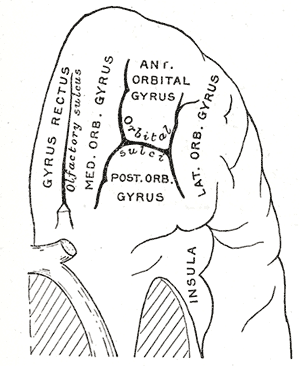 GYRUS RECTUS
Olfactory sulcus
MED. ORB. GYRUS
ANT.
ORBITAL
GYRUS
Orbital
sulci
POST. ORB.
GYRUS
LAT. ORB. GYRUS
INSULA